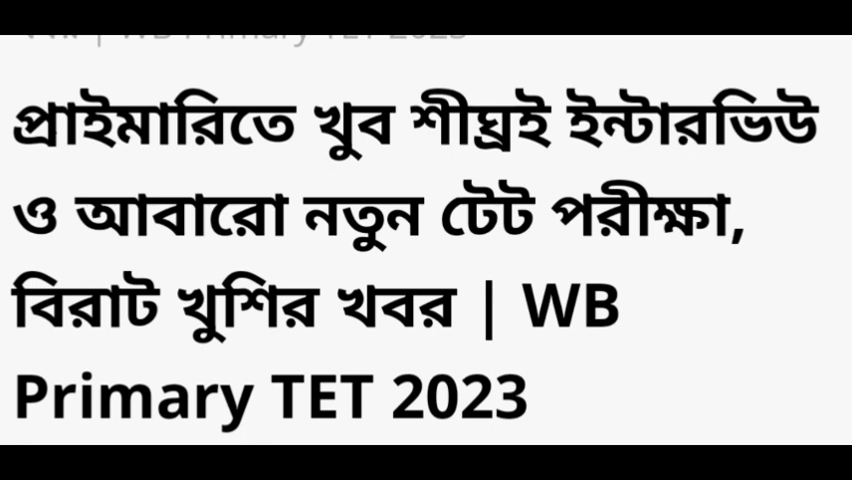 প্রাইমারিতে খুব শীঘ্রই ইন্টারভিউ
ও আবারো নতুন টেট পরীক্ষা,
বিরাট খুশির খবর | WB
Primary TET 2023